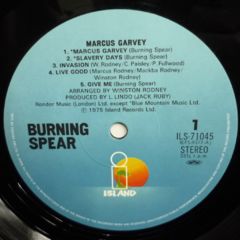 MARCUS GARVEY
1. *MARCUS GARVEY (Burning Spear)
2. *SLAVERY DAYS (Burning Spear)
3. INVASION (W. Rodney/C. Paisley/P. Fullwood)
4. LIVE GOOD (Marcus Rodney/Mackba Rodney/
Winston Rodney)
5. GIVE ME (Burning Spear)
ARRANGED BY WINSTON RODNEY
PRODUCED BY L. LINDO (JACK RUBY)
Rondor Music (London) Ltd. except *Blue Mountain Music Ltd.
℗ 1975 Island Records Ltd.
BURNING
SPEAR
1
ILS-71045
STEREO
33⅓ r.p.m.
i
ISLAND